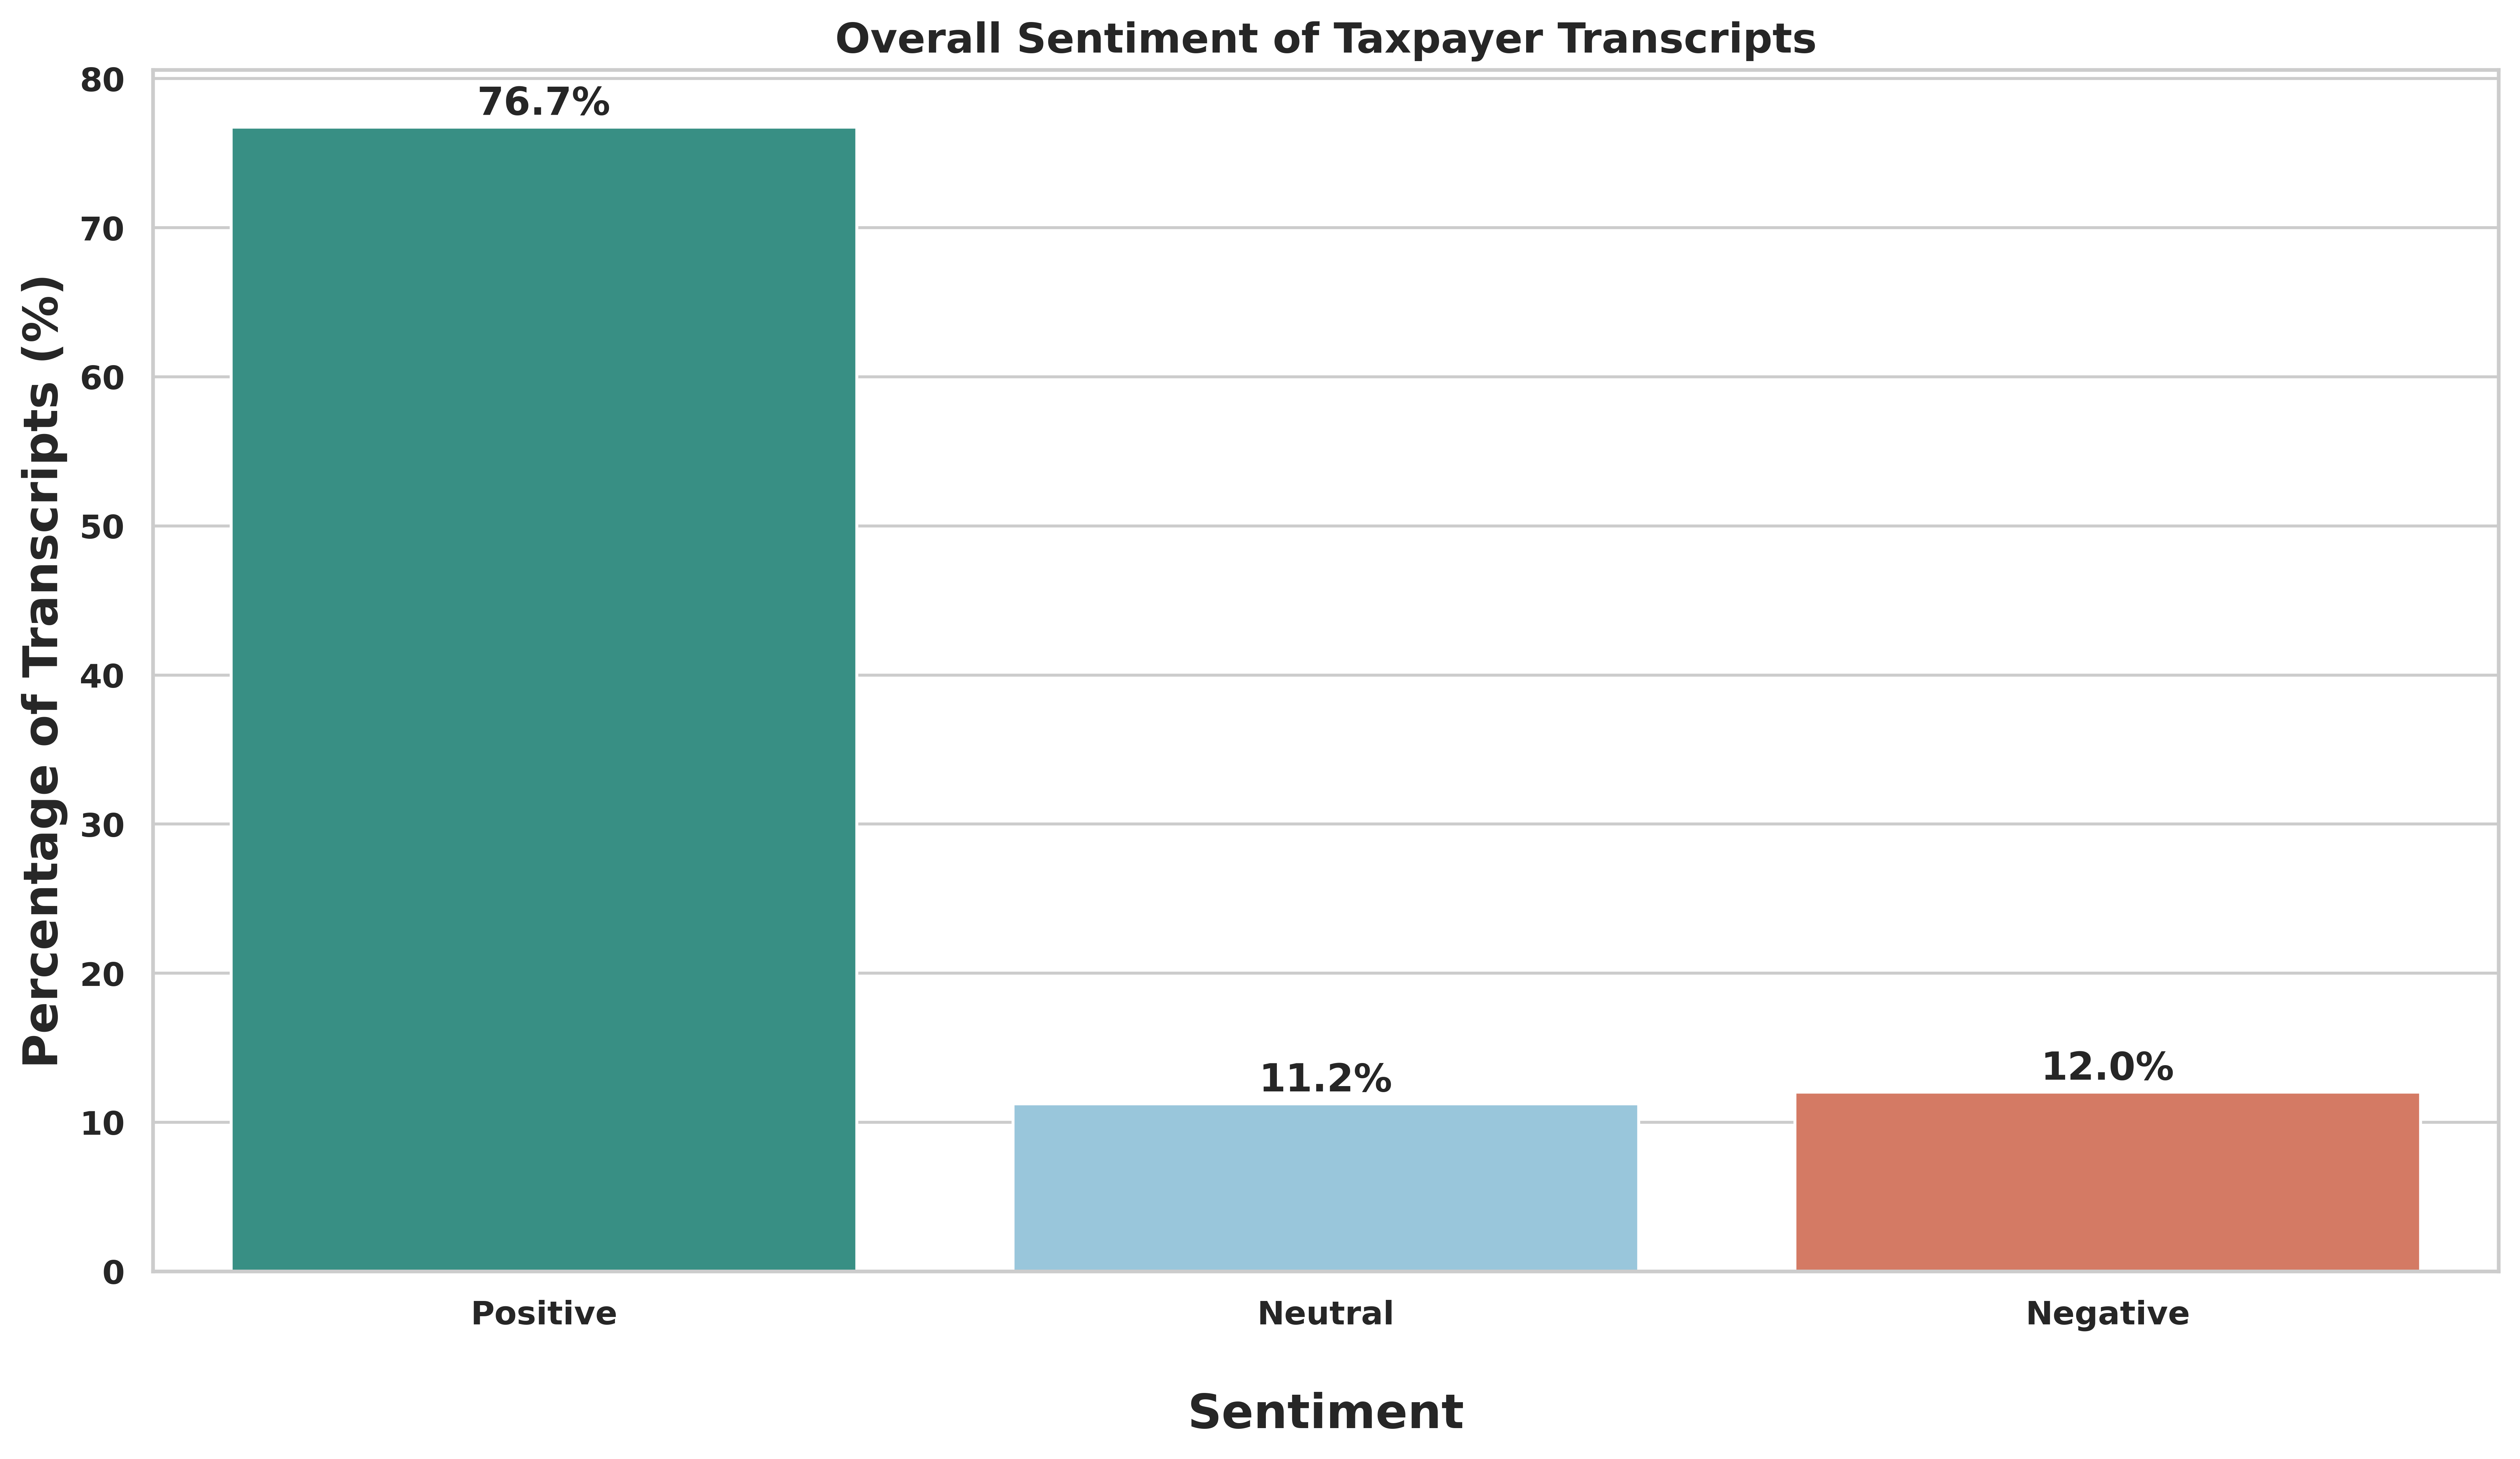 Overall Sentiment of Taxpayer Transcripts
Percentage of Transcripts (%)
80
70
60
50
40
30
20
10
0
76.7%
11.2%
12.0%
Positive
Neutral
Negative
Sentiment